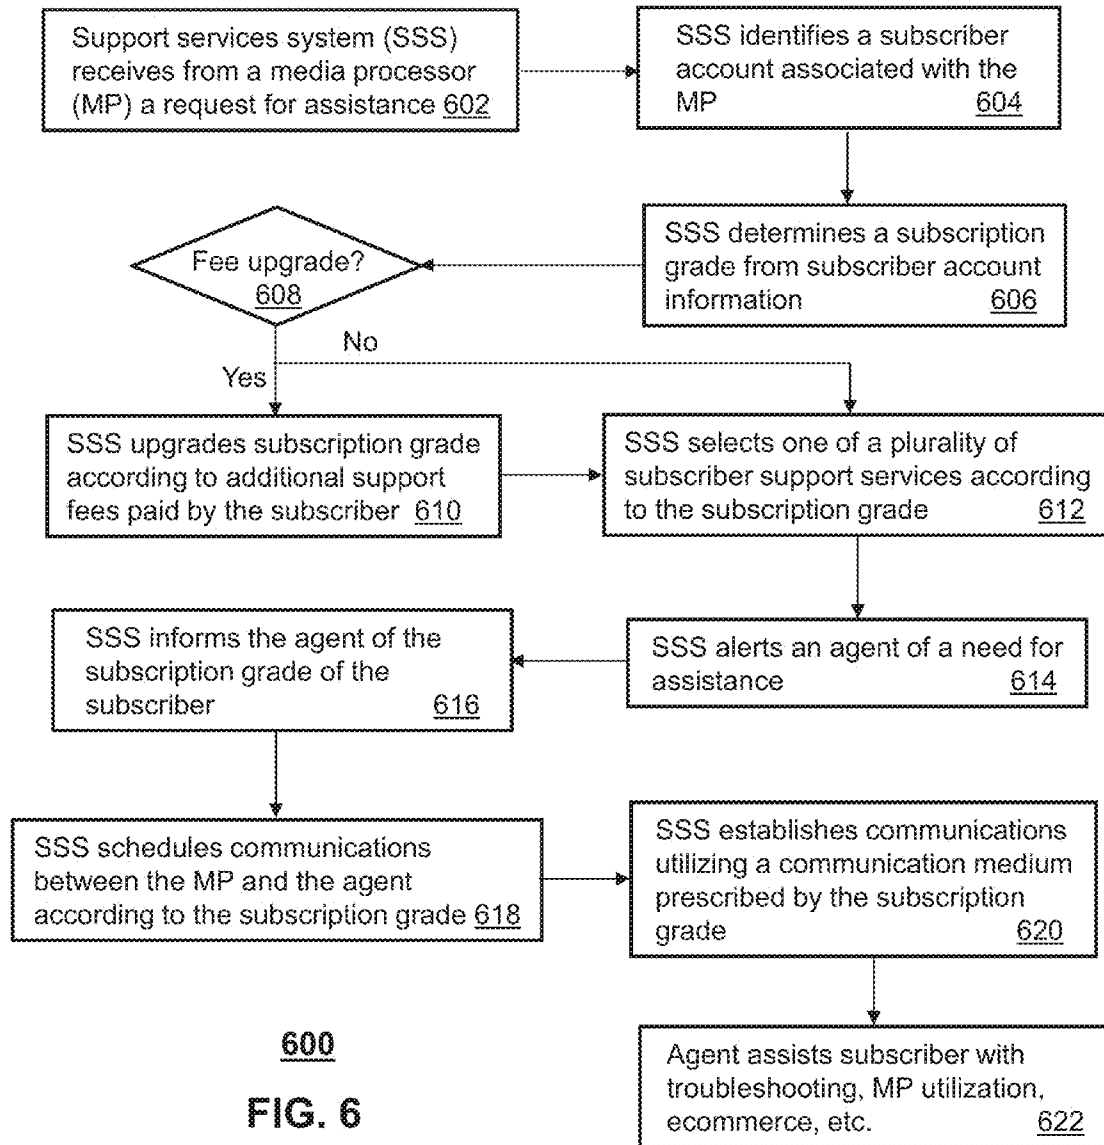 Support services system (SSS)
receives from a media processor
(MP) a request for assistance 602
SSS identifies a subscriber
account associated with the
MP 604
SSS determines a subscription
grade from subscriber account
information 606
Fee upgrade?
608
No
Yes
SSS upgrades subscription grade
according to additional support
fees paid by the subscriber 610
SSS selects one of a plurality of
subscriber support services according
to the subscription grade 612
SSS alerts an agent of a need for
assistance 614
SSS informs the agent of the
subscription grade of the
subscriber 616
SSS schedules communications
between the MP and the agent
according to the subscription grade 618
SSS establishes communications
utilizing a communication medium
prescribed by the subscription
grade 620
Agent assists subscriber with
troubleshooting, MP utilization,
ecommerce, etc. 622
600
FIG. 6